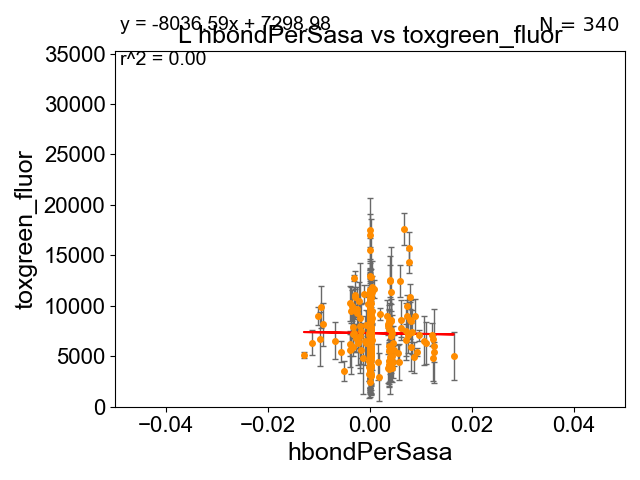 y = -8036.59x + 7298.98
N = 340
L hbondPerSasa vs toxgreen_fluor
r^2 = 0.00
35000
30000
25000
20000
15000
10000
5000
0
toxgreen_fluor
−0.04
−0.02
0.00
0.02
0.04
hbondPerSasa